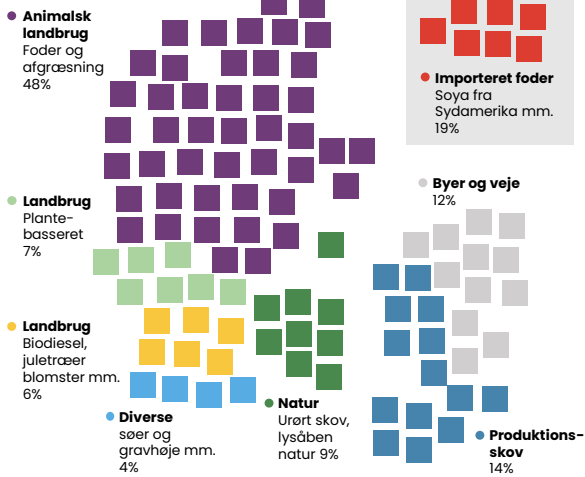 Animalsk
landbrug
Foder og
afgræsning
48%
Importeret foder
Soya fra
Sydamerika mm.
19%
Landbrug
Plante-
basseret
7%
Byer og veje
12%
Landbrug
Biodiesel,
juletræer
blomster mm.
6%
Diverse
søer og
gravhøje mm.
4%
Natur
Urørt skov,
lysåben
natur 9%
Produktions-
skov
14%